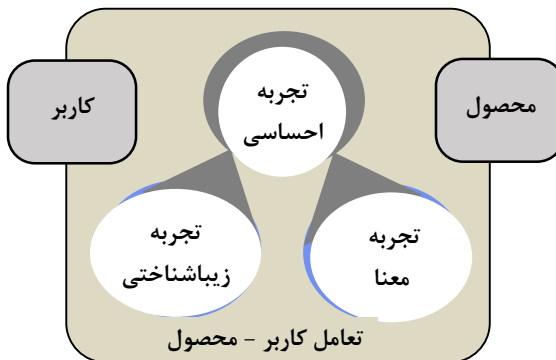 محصول
کاربر
تجربه
احساسی
تجربه
معنا
تجربه
زیباشناختی
تعامل کاربر – محصول